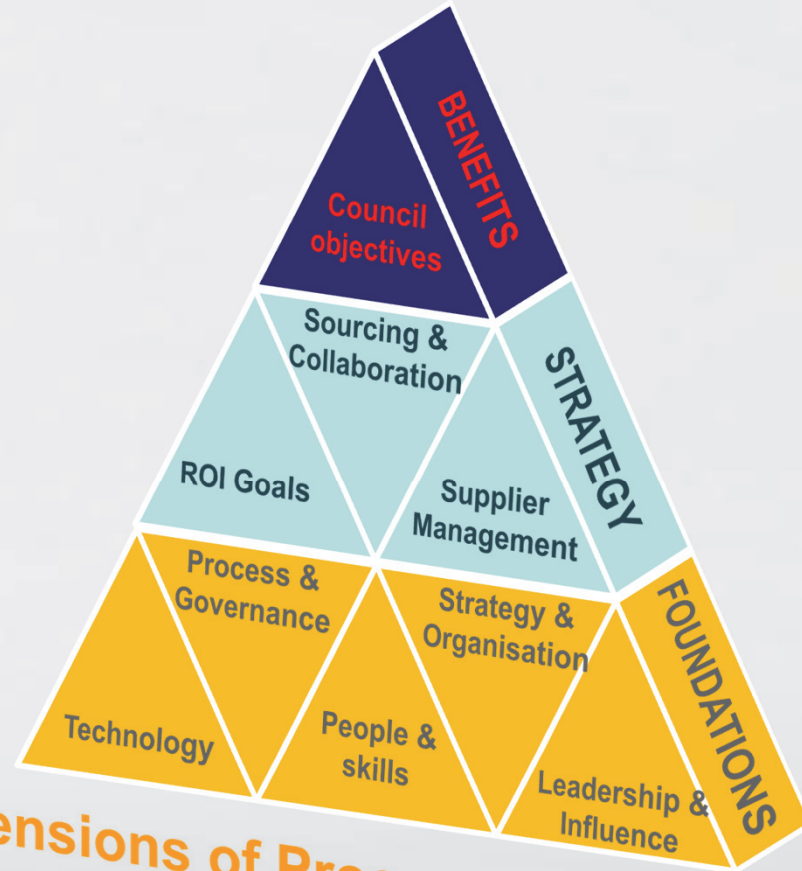 BENEFITS
Council
objectives
STRATEGY
Sourcing &
Collaboration
ROI Goals
Supplier
Management
FOUNDATIONS
Process &
Governance
Strategy &
Organisation
Technology
People &
skills
Leadership &
Influence
of